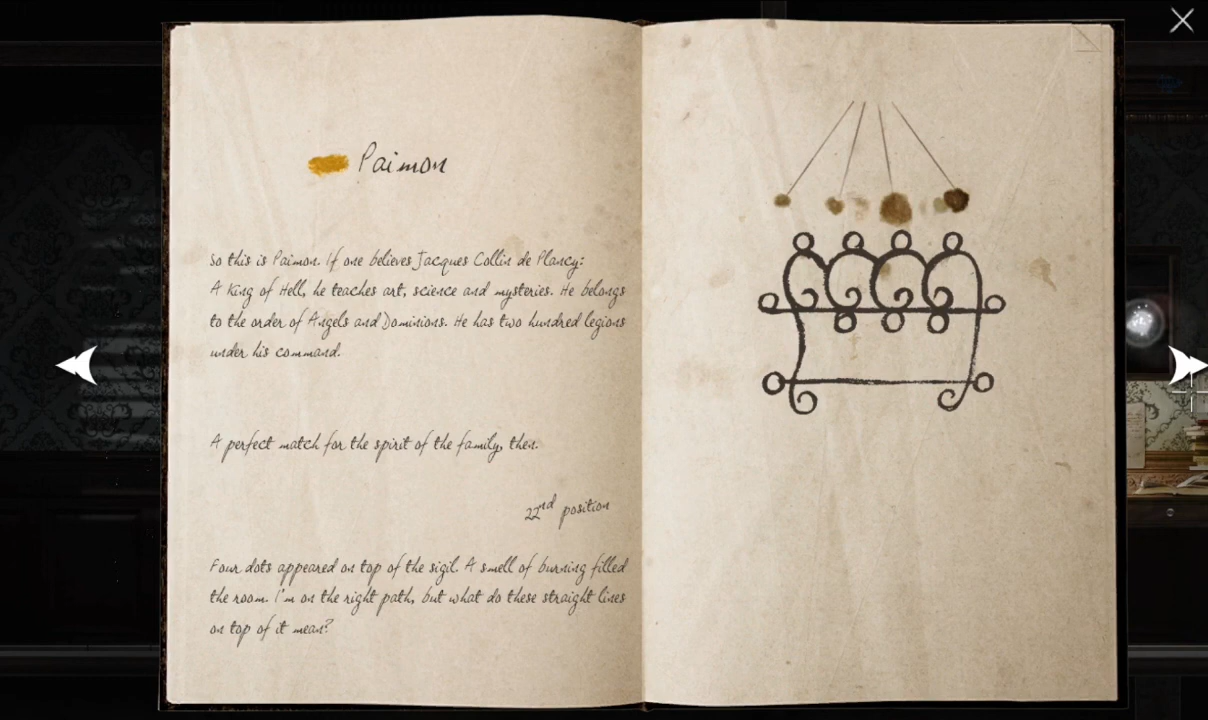 Paimon
So this is Paimon. If one believes Jacques Collin de Plancy:
A King of Hell, he teaches art, science and mysteries. He belongs
to the order of Angels and Dominions. He has two hundred legions
under his command.
A perfect match for the spirit of the family, then.
22nd position
Four dots appeared on top of the sigil. A smell of burning filled
the room. I'm on the right path, but what do these straight lines
on top of it mean?